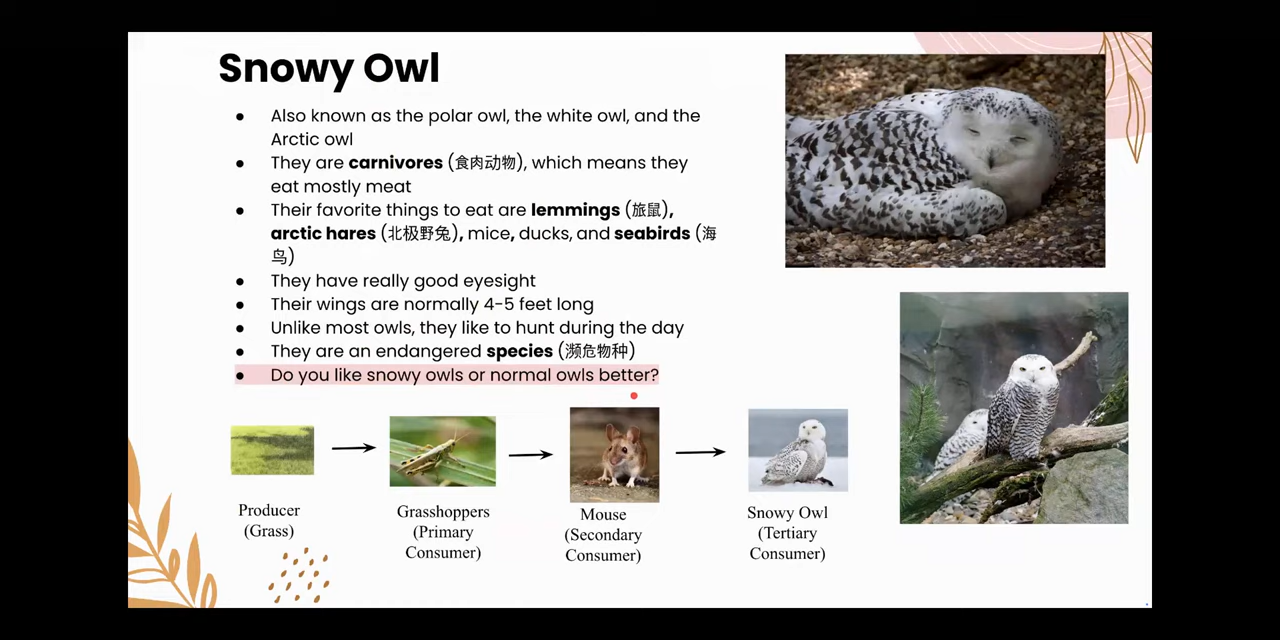 Snowy Owl
● Also known as the polar owl, the white owl, and the
Arctic owl
● They are carnivores (食肉动物), which means they
eat mostly meat
● Their favorite things to eat are lemmings (旅鼠),
arctic hares (北极野兔), mice, ducks, and seabirds (海
鸟)
● They have really good eyesight
● Their wings are normally 4-5 feet long
● Unlike most owls, they like to hunt during the day
● They are an endangered species (濒危物种)
● Do you like snowy owls or normal owls better?
Producer
(Grass)
Grasshoppers
(Primary
Consumer)
Mouse
(Secondary
Consumer)
Snowy Owl
(Tertiary
Consumer)